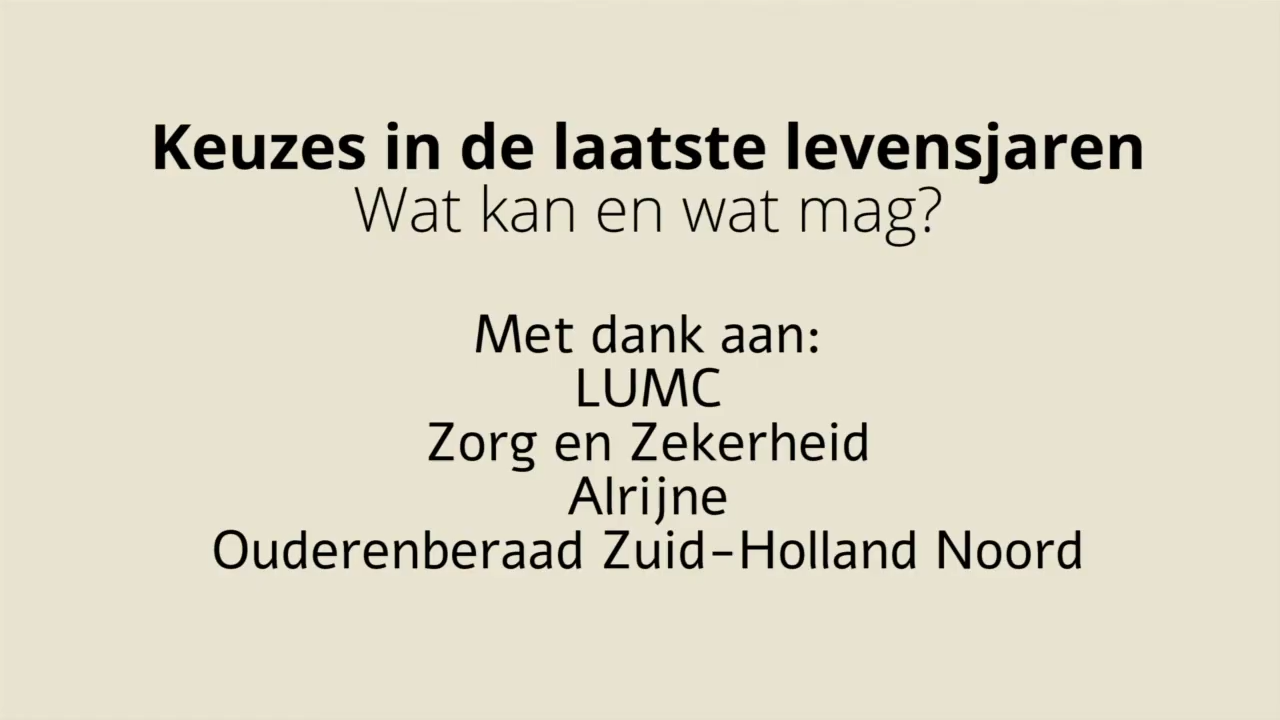 Keuzes in de laatste levensjaren
Wat kan en wat mag?
Met dank aan:
LUMC
Zorg en Zekerheid
Alrijne
Ouderenberaad Zuid-Holland Noord